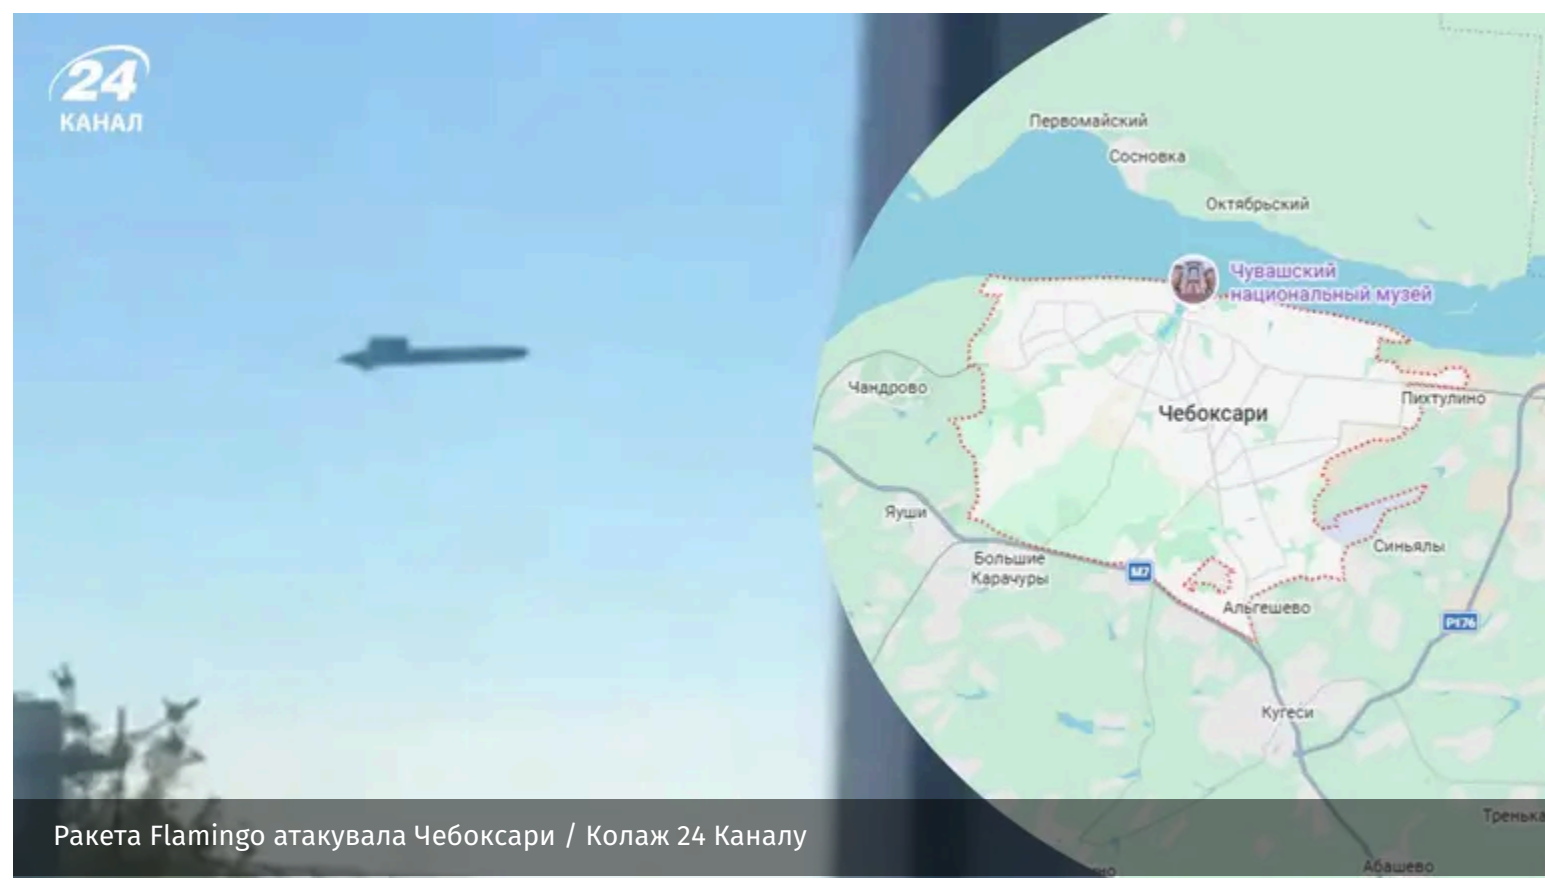 24
КАНАЛ
Первомайский
Сосновка
Октябрьский
Чувашский
национальный музей
Чандрово
Пихтулино
Чебоксари
Яуши
Синьялы
Большие
Карачуры
М7
Альгешево
Р176
Кугеси
Тренька
Ракета Flamingo атакувала Чебоксари / Колаж 24 Каналу
Абашево